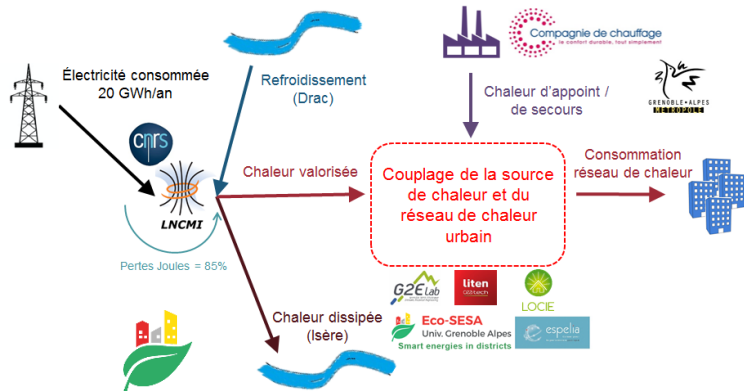 Compagnie de chauffage
le confort durable, tout simplement
Électricité consommée
20 GWh/an
Refroidissement
(Drac)
Chaleur d'appoint /
de secours
GRENOBLE•ALPES
METROPOLE
cnrs
LNCMI
Chaleur valorisée
Couplage de la source
de chaleur et du
réseau de chaleur
urbain
Consommation
réseau de chaleur
Pertes Joules = 85%
Chaleur dissipée
(Isère)
G2Elab
liten
LOCIE
Eco-SESA
Univ. Grenoble Alpes
Smart energies in districts
espelia